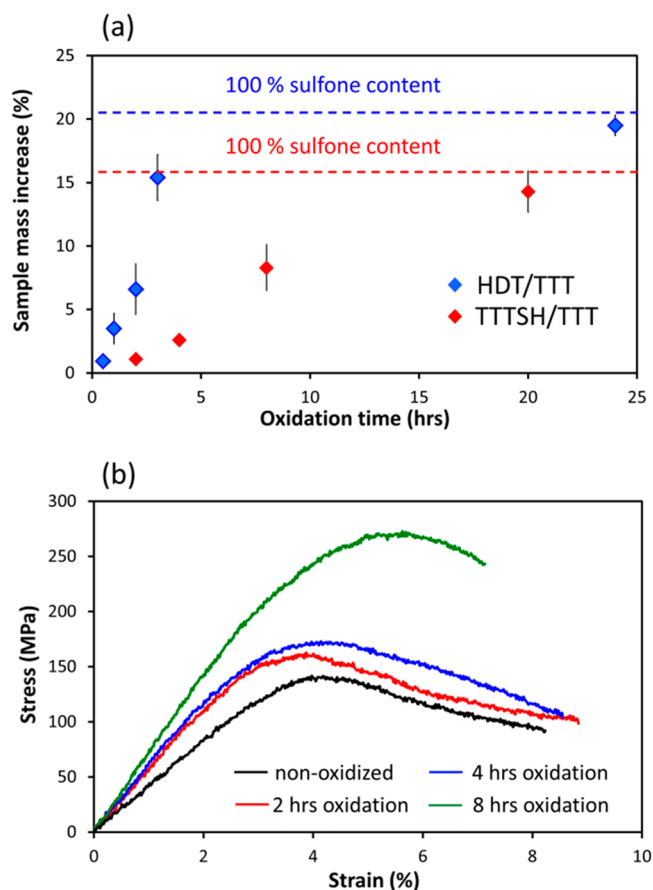 (a)
Sample mass increase (%)
25
20
15
10
5
0
100 % sulfone content
100 % sulfone content
HDT/TTT
TTTSH/TTT
0 5 10 15 20 25
Oxidation time (hrs)
(b)
Stress (MPa)
300
250
200
150
100
50
0
non-oxidized 4 hrs oxidation
2 hrs oxidation 8 hrs oxidation
0 2 4 6 8 10
Strain (%)